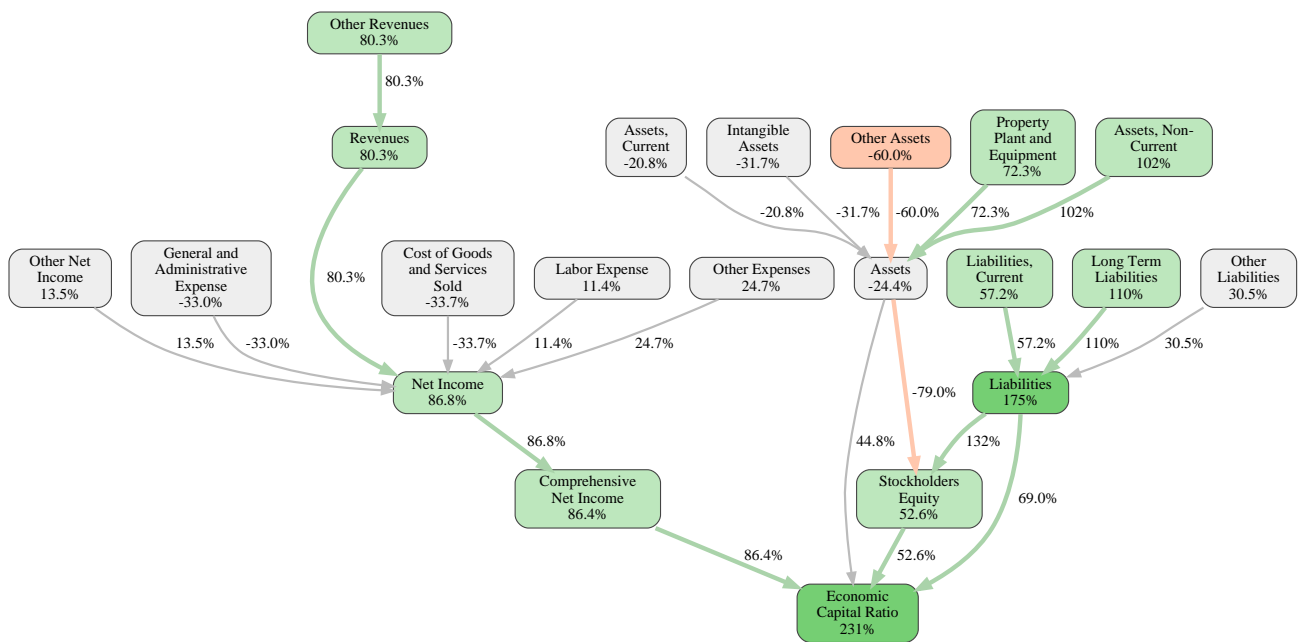 Other Revenues
80.3%
80.3%
Revenues
80.3%
Assets,
Current
-20.8%
Intangible
Assets
-31.7%
Other Assets
-60.0%
Property
Plant and
Equipment
72.3%
Assets, Non-
Current
102%
-20.8%
-31.7%
-60.0%
72.3%
102%
Other Net
Income
13.5%
General and
Administrative
Expense
-33.0%
80.3%
Cost of Goods
and Services
Sold
-33.7%
Labor Expense
11.4%
Other Expenses
24.7%
Assets
-24.4%
Liabilities,
Current
57.2%
Long Term
Liabilities
110%
Other
Liabilities
30.5%
13.5%
-33.0%
-33.7%
11.4%
24.7%
57.2%
110%
30.5%
Net Income
86.8%
-79.0%
Liabilities
175%
86.8%
44.8%
132%
Comprehensive
Net Income
86.4%
Stockholders
Equity
52.6%
69.0%
86.4%
52.6%
Economic
Capital Ratio
231%